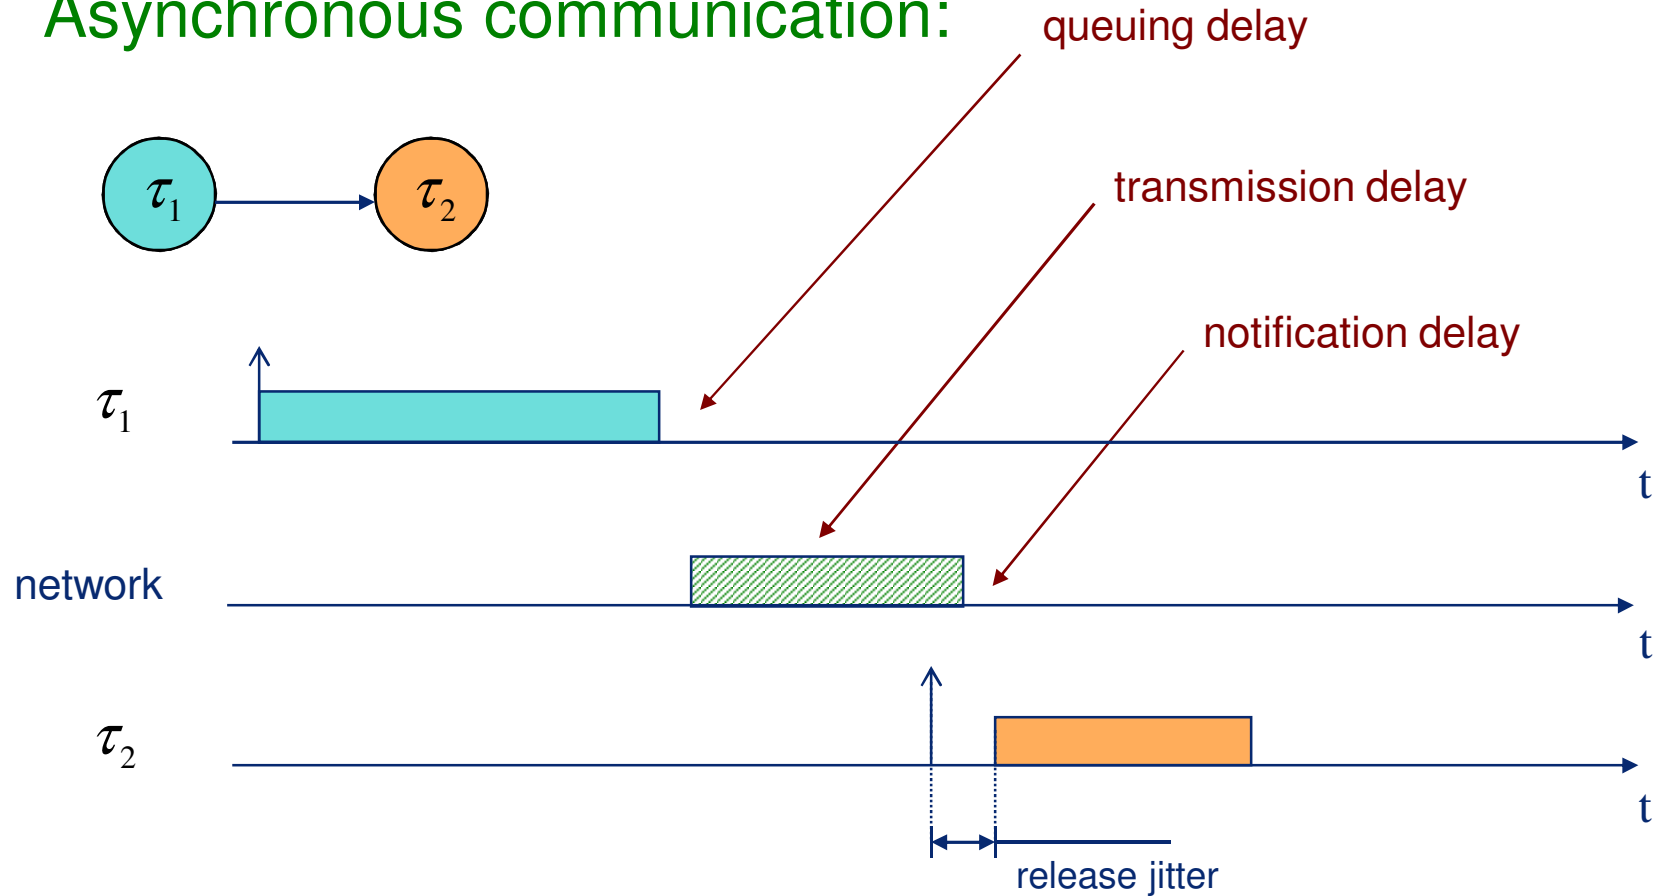 Asynchronous communication:
queuing delay
τ1
τ2
transmission delay
notification delay
τ1
t
network
t
τ2
t
release jitter